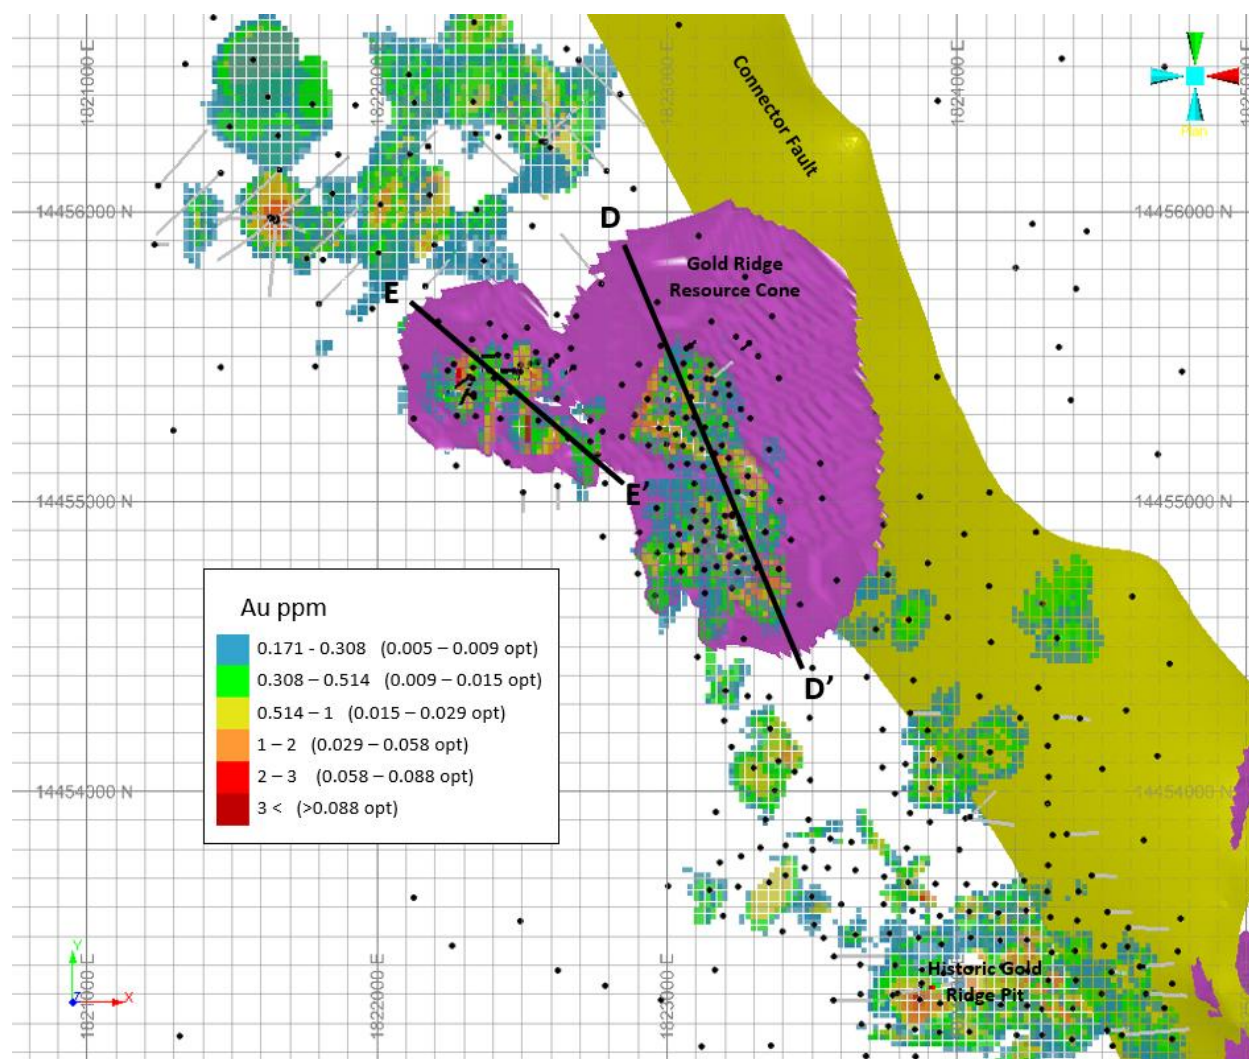 1821000 E
1822000 E
1823000 E
1824000 E
Connector Fault
Plan
14456000 N
14456000 N
D
Gold Ridge
Resource Cone
E
E’
14455000 N
14455000 N
Au ppm
0.171 - 0.308 (0.005 – 0.009 opt)
0.308 – 0.514 (0.009 – 0.015 opt)
0.514 – 1 (0.015 – 0.029 opt)
1 – 2 (0.029 – 0.058 opt)
2 – 3 (0.058 – 0.088 opt)
3 < (>0.088 opt)
D’
14454000 N
14454000 N
Y
Z
X
Historic Gold
Ridge Pit
1821000 E
1822000 E